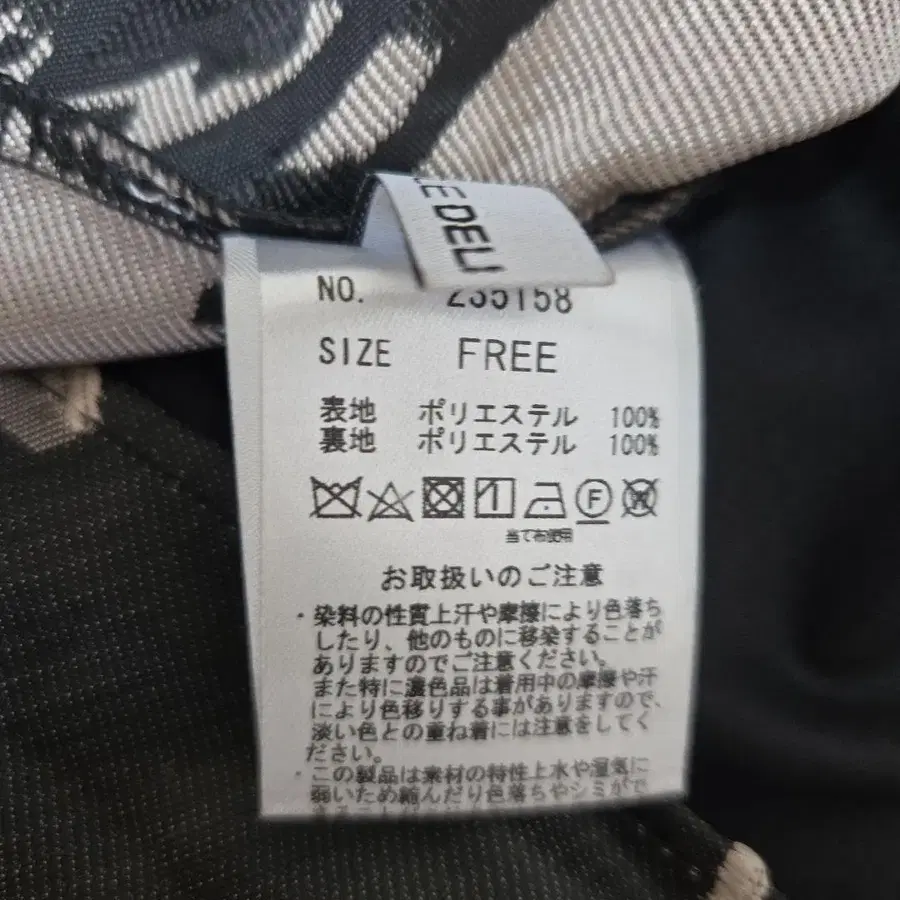 DELI
NO. 235158
SIZE FREE
表地 ポリエステル 100%
裏地 ポリエステル 100%
F
W
当て布使用
お取扱いのご注意
・染料の性質上汗や摩擦により色落ち
したり、他のものに移染することが
ありますのでご注意ください。
また特に濃色品は着用中の摩擦や汗
により色移りする事がありますので、
淡い色との重ね着には注意をしてく
ださい。
・この製品は素材の特性上水や湿気に
弱いため縮んだり色落ちやシミがで